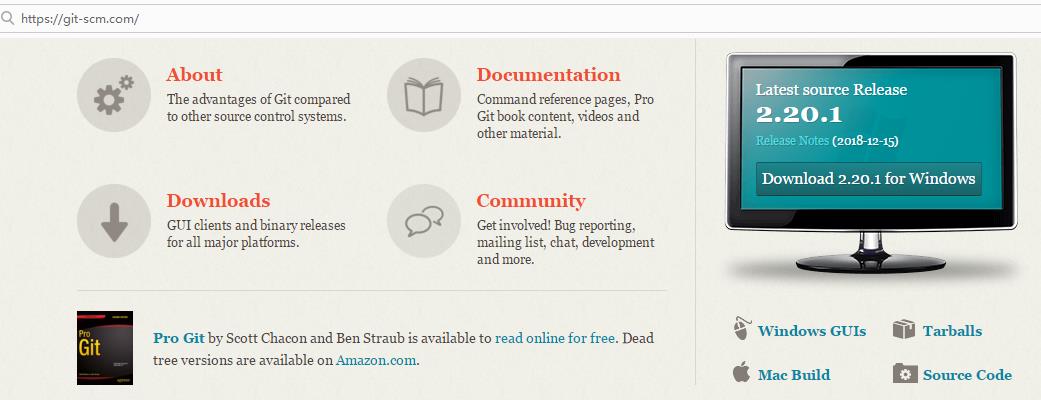 https://git-scm.com/
About
The advantages of Git compared
to other source control systems.
Documentation
Command reference pages, Pro
Git book content, videos and
other material.
Downloads
GUI clients and binary releases
for all major platforms.
Community
Get involved! Bug reporting,
mailing list, chat, development
and more.
Pro
Git
Pro Git by Scott Chacon and Ben Straub is available to read online for free. Dead
tree versions are available on Amazon.com.
Latest source Release
2.20.1
Release Notes (2018-12-15)
Download 2.20.1 for Windows
Windows GUIs
Tarballs
Mac Build
Source Code